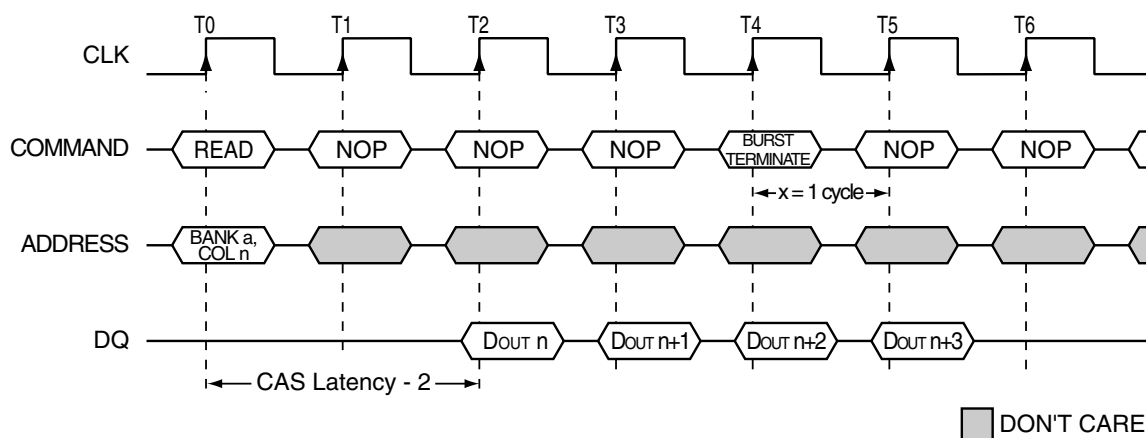 T0 T1 T2 T3 T4 T5 T6
CLK
COMMAND READ NOP NOP NOP BURST TERMINATE NOP NOP
x = 1 cycle
ADDRESS BANK a, COL n
DQ DOUT n DOUT n+1 DOUT n+2 DOUT n+3
CAS Latency - 2
DON'T CARE